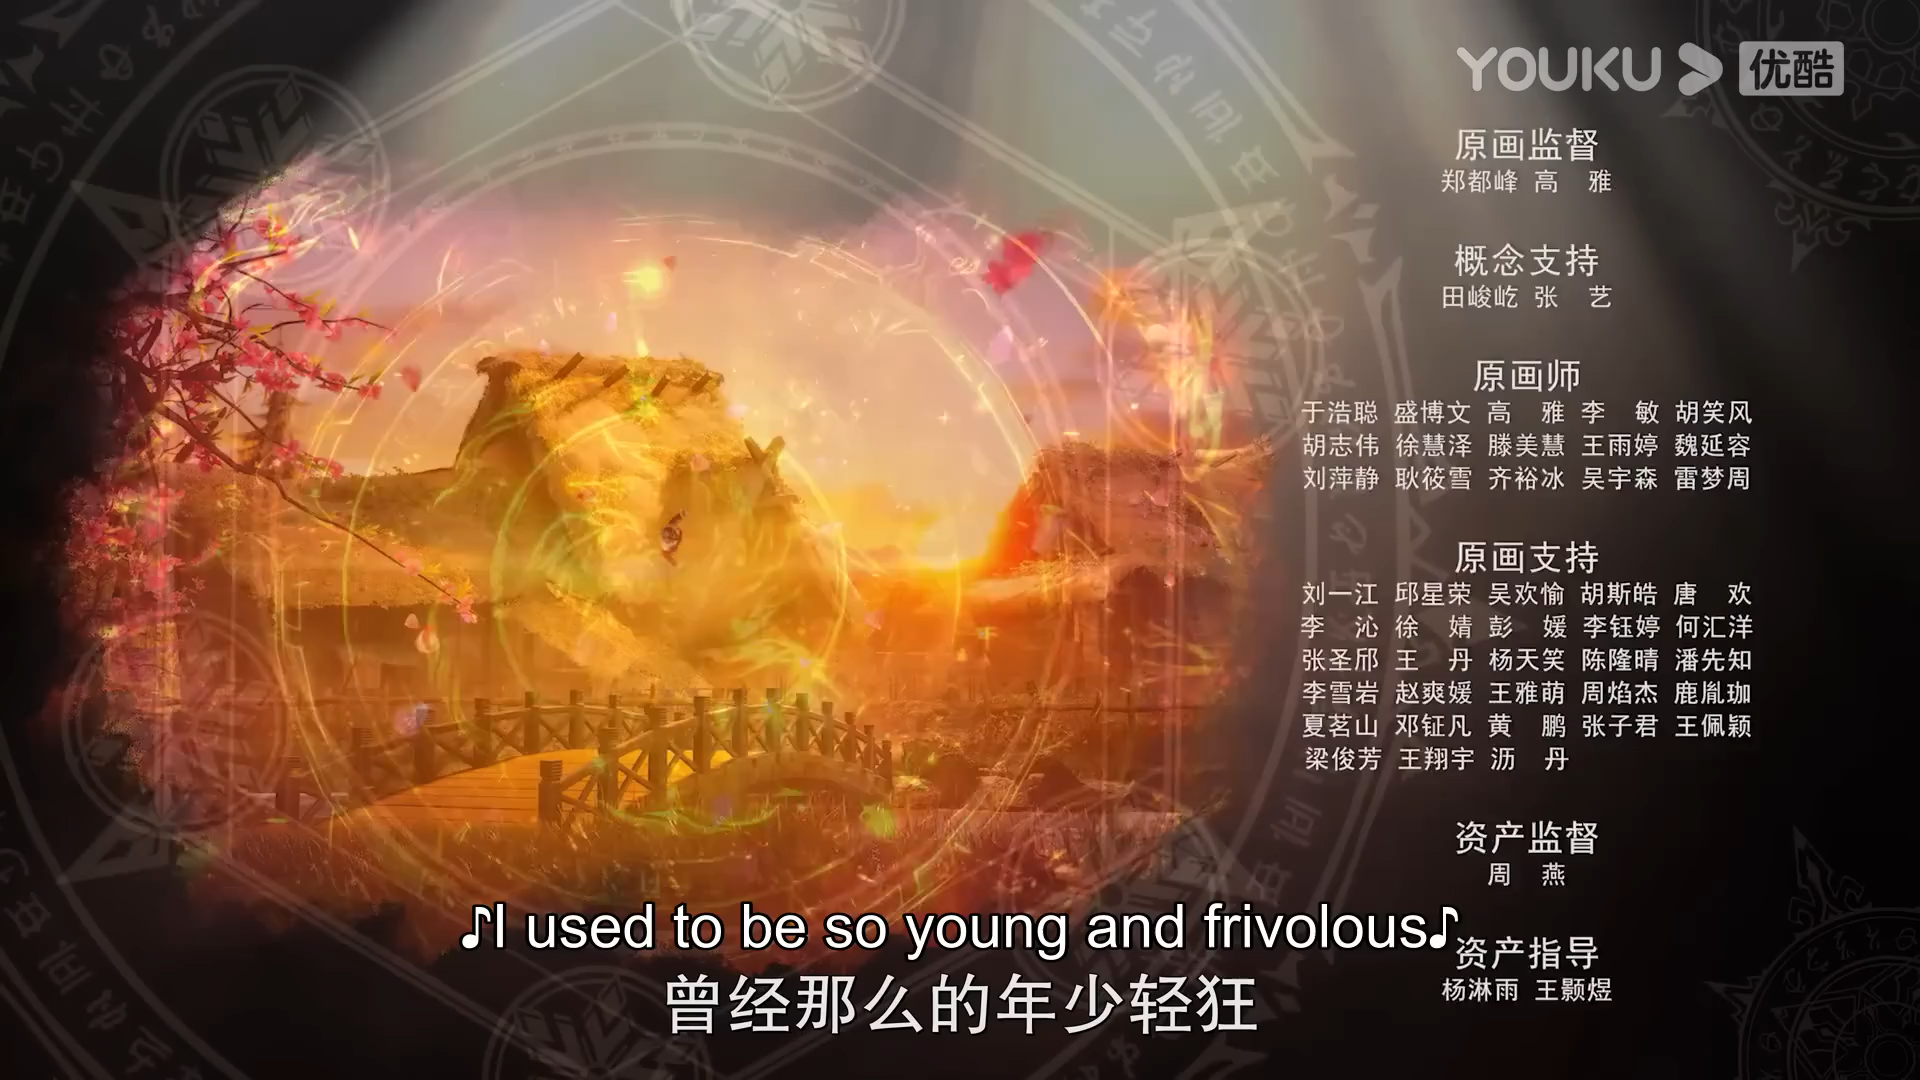 YOUKU 优酷
原画监督
郑都峰 高 雅
概念支持
田峻屹 张 艺
原画师
于浩聪 盛博文 高 雅 李 敏 胡笑风
胡志伟 徐慧泽 滕美慧 王雨婷 魏延容
刘萍静 耿筱雪 齐裕冰 吴宇森 雷梦周
原画支持
刘一江 邱星荣 吴欢愉 胡斯皓 唐 欢
李 沁 徐 婧 彭 媛 李钰婷 何汇洋
张圣邤 王 丹 杨天笑 陈隆晴 潘先知
李雪岩 赵爽媛 王雅萌 周焰杰 鹿胤珈
夏茗山 邓钲凡 黄 鹏 张子君 王佩颖
梁俊芳 王翔宇 沥 丹
资产监督
周 燕
资产指导
杨淋雨 王颢煜
♪I used to be so young and frivolous♪
曾经那么的年少轻狂